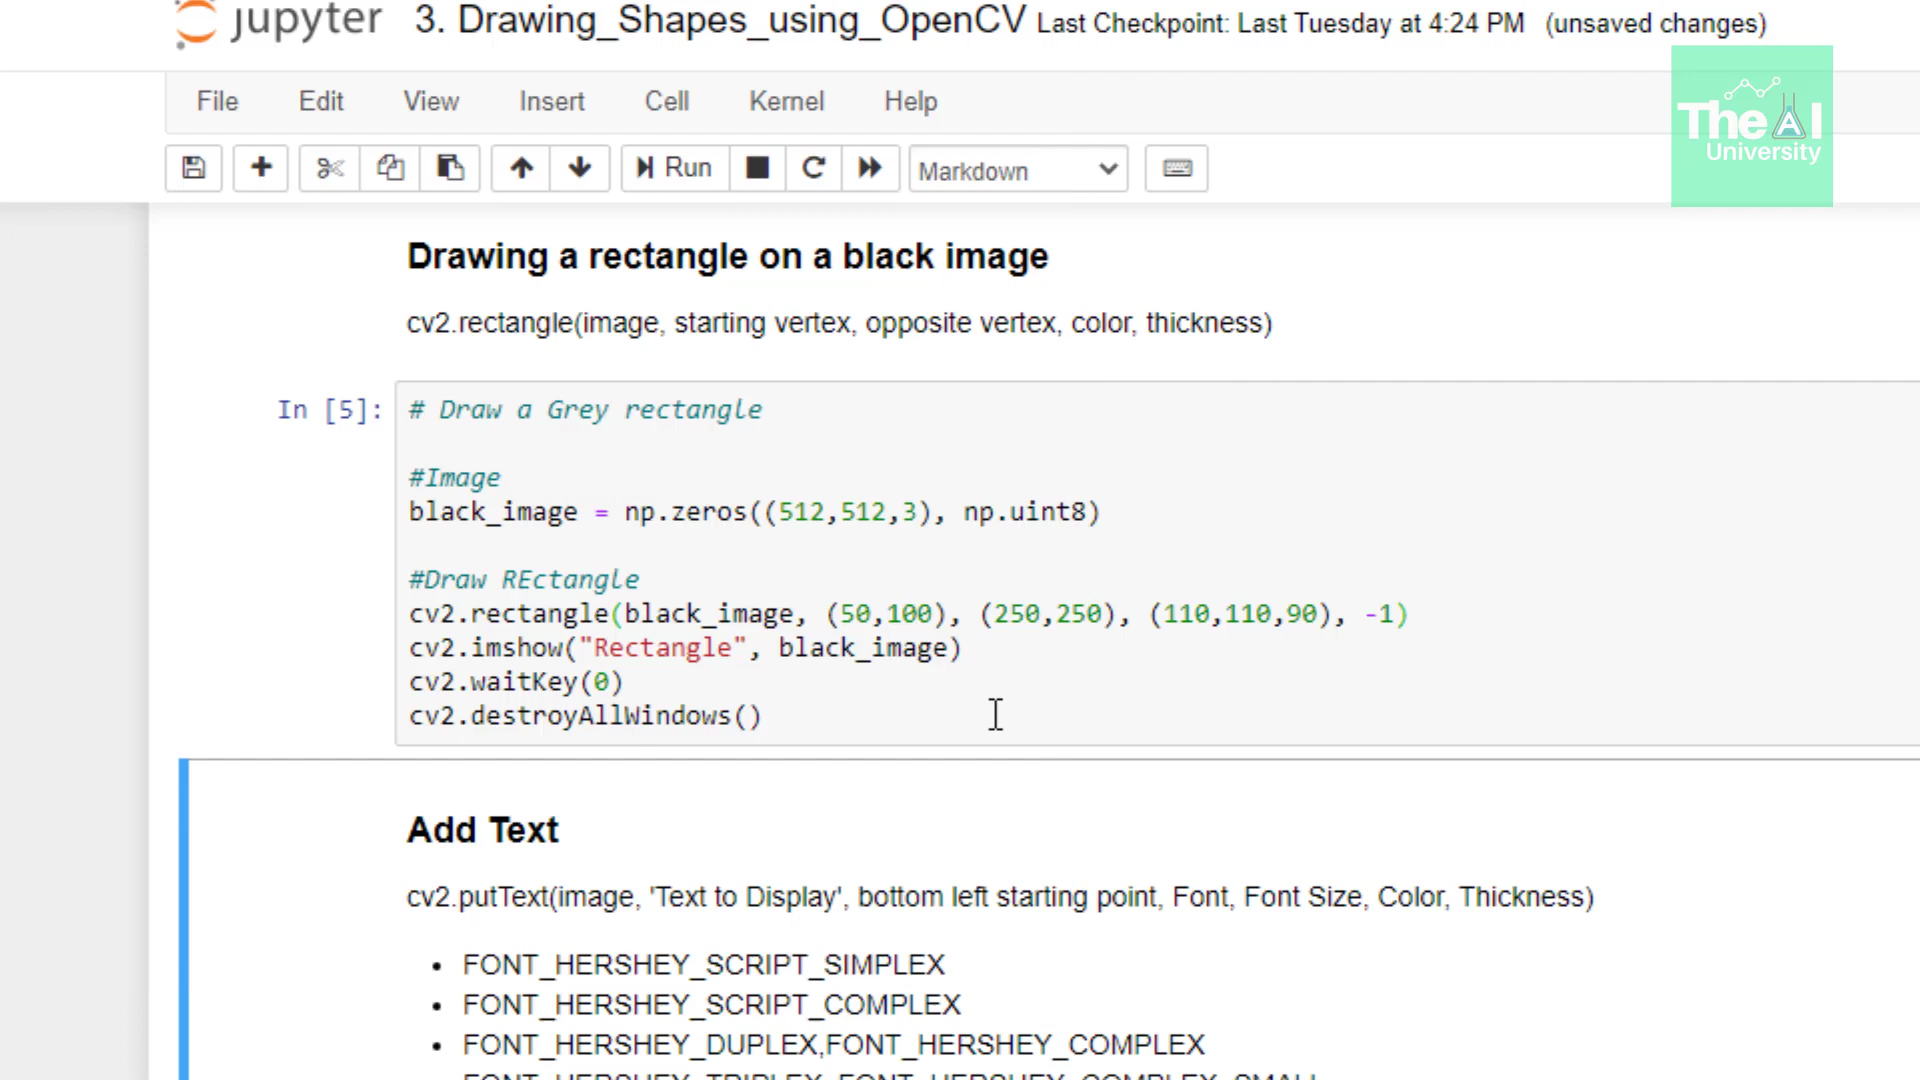 jupyter 3. Drawing_Shapes_using_OpenCV Last Checkpoint: Last Tuesday at 4:24 PM (unsaved changes)
The AI
University
File Edit View Insert Cell Kernel Help
Run Markdown
Drawing a rectangle on a black image
cv2.rectangle(image, starting vertex, opposite vertex, color, thickness)
In [5]: # Draw a Grey rectangle
#Image
black_image = np.zeros((512,512,3), np.uint8)
#Draw REctangle
cv2.rectangle(black_image, (50,100), (250,250), (110,110,90), -1)
cv2.imshow("Rectangle", black_image)
cv2.waitKey(0)
cv2.destroyAllWindows()
Add Text
cv2.putText(image, 'Text to Display', bottom left starting point, Font, Font Size, Color, Thickness)
• FONT_HERSHEY_SCRIPT_SIMPLEX
• FONT_HERSHEY_SCRIPT_COMPLEX
• FONT_HERSHEY_DUPLEX,FONT_HERSHEY_COMPLEX